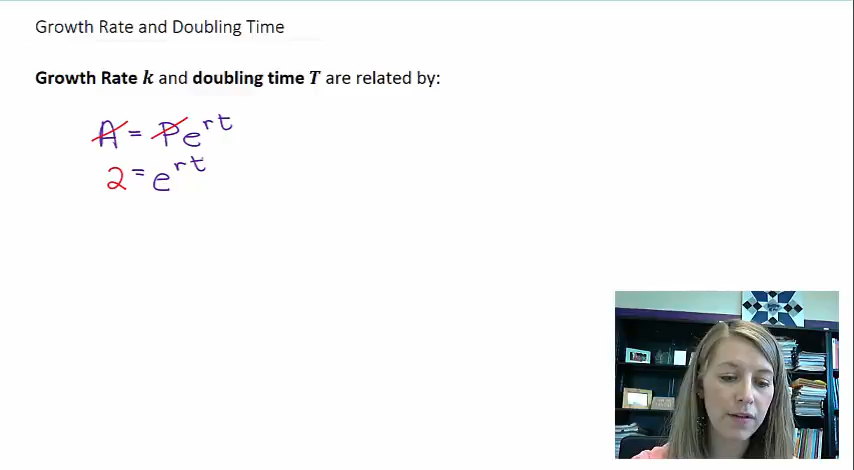 Growth Rate and Doubling Time
Growth Rate k and doubling time T are related by:
A = Pe^rt
2 = e^rt